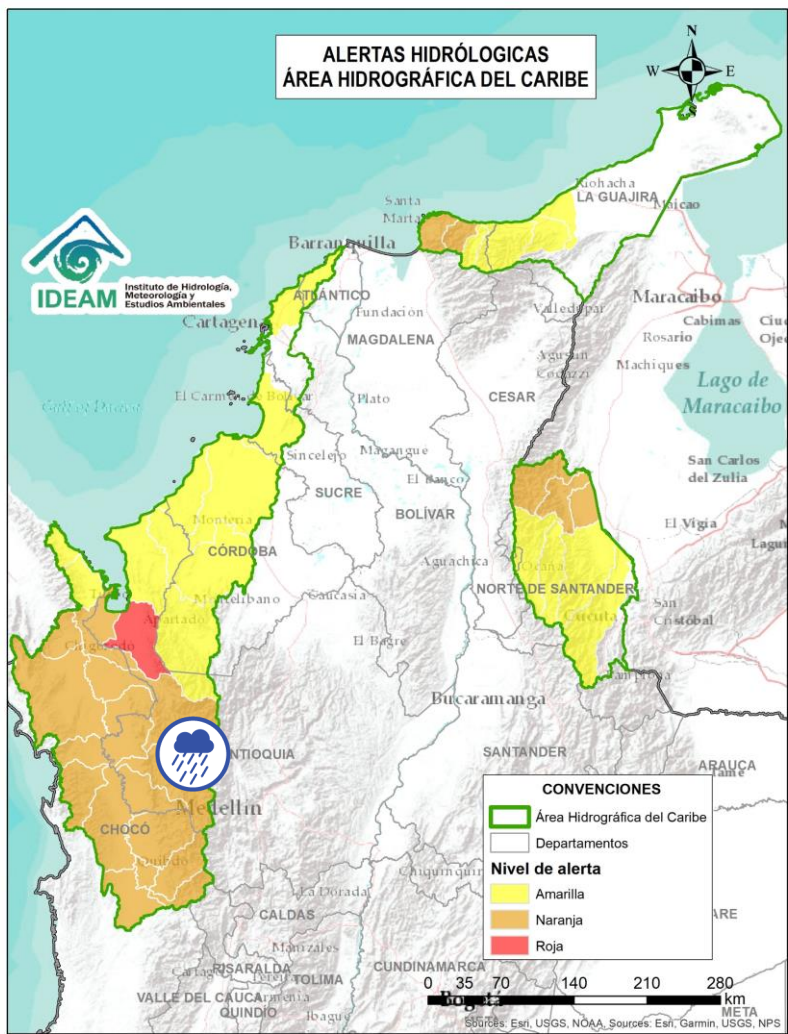 ALERTAS HIDRÓLOGICAS
ÁREA HIDROGRÁFICA DEL CARIBE
N
W
E
S
Riohacha
LA GUAJIRA
Maicao
Santa
Marta
Barranquilla
IDEAM
Instituto de Hidrología,
Meteorología y
Estudios Ambientales
ATLÁNTICO
Cartagen
Fundación
Valledupar
Maracaibo
MAGDALENA
Cabimas
Rosario
Agustín
Codazzi
Machiques
CESAR
Lago de
Maracaibo
El Carmen de Bolívar
Plato
Sincelejo
Magangue
El Banco
San Carlos
del Zulia
SUCRE
BOLÍVAR
El Vigía
Montería
CÓRDOBA
Aguachica
Ocaña
NORTE DE SANTANDER
Montelibano
Caucasia
San
Cristóbal
Cúcuta
Apartadó
El Bagre
Bucaramanga
NTIOQUIA
SANTANDER
ARAUCA
Medellín
CHOCÓ
Quibdó
La Dorada
CALDAS
Manizales
RISARALDA
TOLIMA
CUNDINAMARCA
VALLE DEL CAUCA
QUINDÍO
Ibague
Bogotá
META
CONVENCIONES
Área Hidrográfica del Caribe
Departamentos
Nivel de alerta
Amarilla
Naranja
Roja
0 35 70 140 210 280
km
Sources: Esri, USGS, NOAA, Sources: Esri, Garmin, USGS, NPS